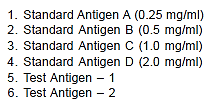 1. Standard Antigen A (0.25 mg/ml)
2. Standard Antigen B (0.5 mg/ml)
3. Standard Antigen C (1.0 mg/ml)
4. Standard Antigen D (2.0 mg/ml)
5. Test Antigen – 1
6. Test Antigen – 2